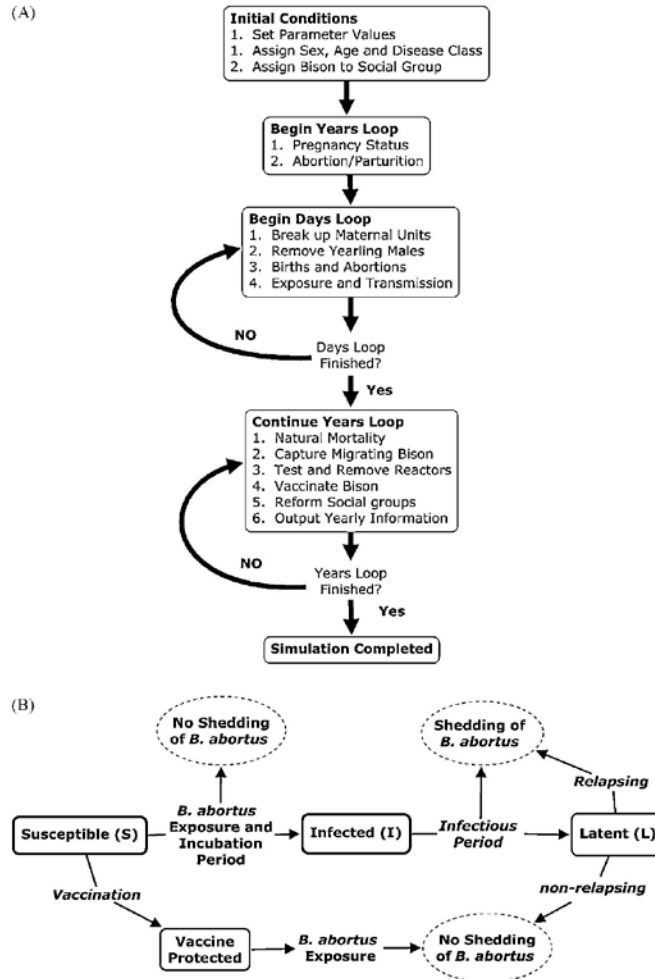 (A)
Initial Conditions
1. Set Parameter Values
1. Assign Sex, Age and Disease Class
2. Assign Bison to Social Group
Begin Years Loop
1. Pregnancy Status
2. Abortion/Parturition
Begin Days Loop
1. Break up Maternal Units
2. Remove Yearling Males
3. Births and Abortions
4. Exposure and Transmission
NO
Days Loop
Finished?
Yes
Continue Years Loop
1. Natural Mortality
2. Capture Migrating Bison
3. Test and Remove Reactors
4. Vaccinate Bison
5. Reform Social groups
6. Output Yearly Information
NO
Years Loop
Finished?
Yes
Simulation Completed
(B)
No Shedding
of B. abortus
Shedding of
B. abortus
Relapsing
Susceptible (S)
B. abortus
Exposure and
Incubation
Period
Infected (I)
Infectious
Period
Latent (L)
Vaccination
non-relapsing
Vaccine
Protected
B. abortus
Exposure
No Shedding
of B. abortus